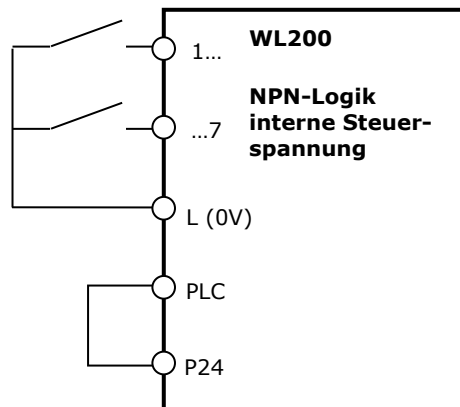 WL200
1...
NPN-Logik
interne Steuer-
...7
spannung
L (0V)
PLC
P24